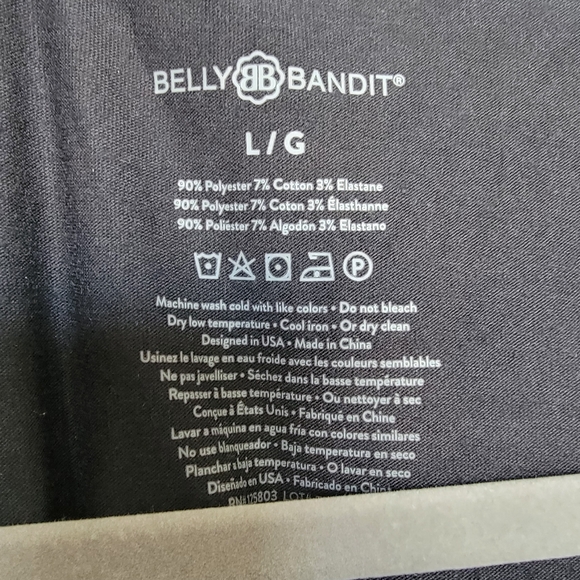 BELLY BB BANDIT®
L / G
90% Polyester 7% Cotton 3% Elastane
90% Polyester 7% Coton 3% Élasthanne
90% Poliéster 7% Algodón 3% Elastano
P
Machine wash cold with like colors • Do not bleach
Dry low temperature • Cool iron • Or dry clean
Designed in USA • Made in China
Usinez le lavage en eau froide avec les couleurs semblables
Ne pas javelliser • Séchez dans la basse température
Repasser à basse température • Ou nettoyer à sec
Conçue à États Unis • Fabriqué en Chine
Lavar a máquina en agua fría con colores similares
No use blanqueador • Baja temperatura en seco
Planchar a baja temperatura • O lavar en seco
Diseñado en USA • Fabricado en China
RN# 125803 LOT#